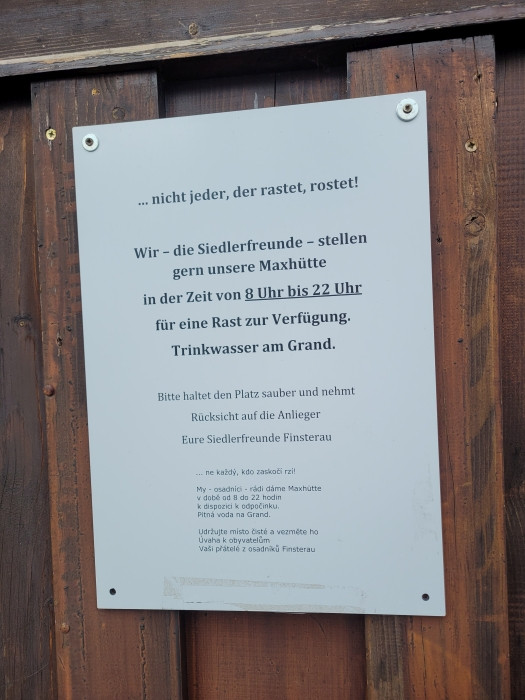 ... nicht jeder, der rastet, rostet!
Wir – die Siedlerfreunde – stellen
gern unsere Maxhütte
in der Zeit von 8 Uhr bis 22 Uhr
für eine Rast zur Verfügung.
Trinkwasser am Grand.
Bitte haltet den Platz sauber und nehmt
Rücksicht auf die Anlieger
Eure Siedlerfreunde Finsterau
... ne každý, kdo zaskočí rzí!
My - osadníci - rádi dáme Maxhütte
v době od 8 do 22 hodin
k dispozici k odpočinku.
Pitná voda na Grand.
Udržujte místo čisté a vezměte ho
Úvaha k obyvatelům
Vaši přátelé z osadníků Finsterau